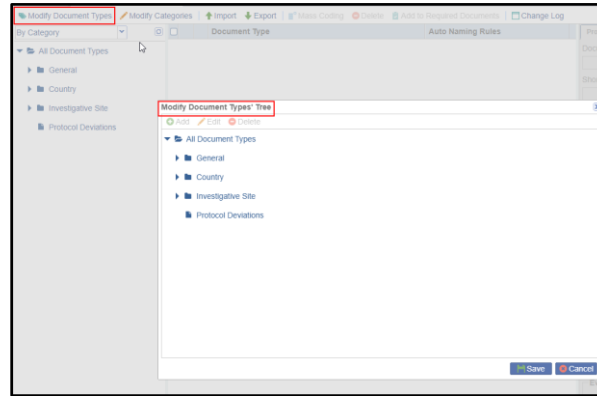 Modify Document Types Modify Categories Import Export Mass Coding Delete Add to Required Documents Change Log
By Category Document Type Auto Naming Rules
All Document Types
General
Country
Investigative Site
Protocol Deviations
Modify Document Types' Tree
Add Edit Delete
All Document Types
General
Country
Investigative Site
Protocol Deviations
Save Cancel